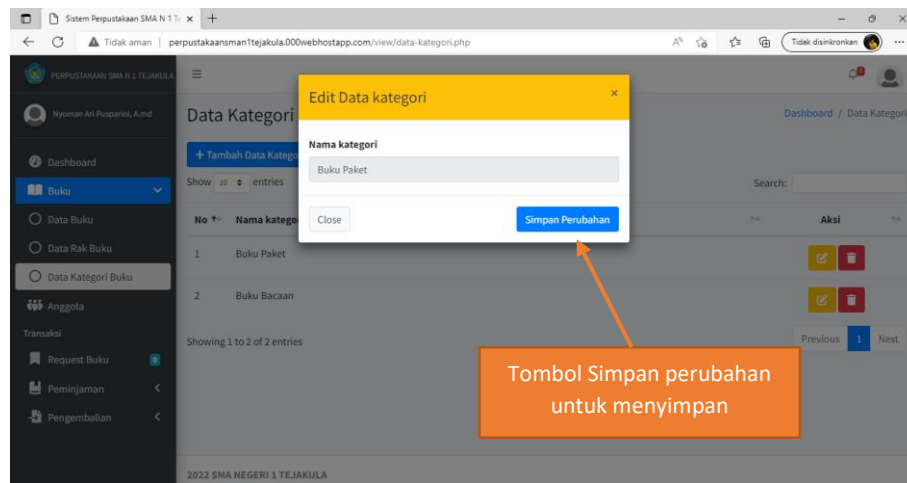 Sistem Perpustakaan SMA N 1 T
Tidak aman | perpustakaansman1tejakula.000webhostapp.com/view/data-kategori.php
Tidak disinkronkan
PERPUSTAKAAN SMA N 1 TEJAKULA
Nyoman Ari Pusparini, A.md
Dashboard
Buku
Data Buku
Data Rak Buku
Data Kategori Buku
Anggota
Transaksi
Request Buku
Peminjaman
Pengembalian
Data Kategori
Dashboard / Data Kategori
+ Tambah Data Katego
Show 10 entries
Search:
No Nama katego Aksi
1 Buku Paket
2 Buku Bacaan
Showing 1 to 2 of 2 entries
Previous 1 Next
Edit Data kategori ×
Nama kategori
Buku Paket
Close Simpan Perubahan
Tombol Simpan perubahan
untuk menyimpan
2022 SMA NEGERI 1 TEJAKULA